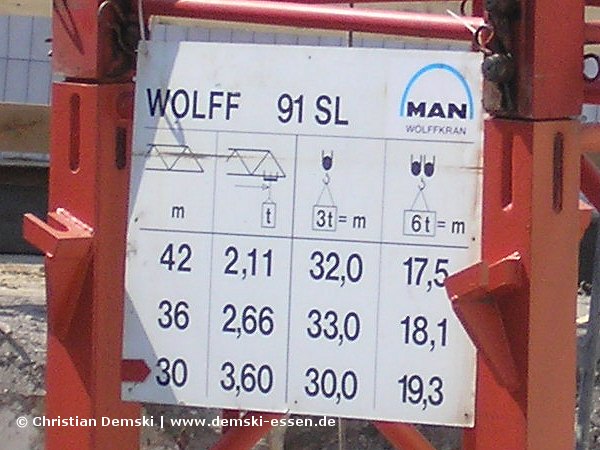 WOLFF 91 SL
MAN
WOLFFKRAN
m t 3t = m 6t = m
42 2,11 32,0 17,5
36 2,66 33,0 18,1
30 3,60 30,0 19,3
© Christian Demski | www.demski-essen.de